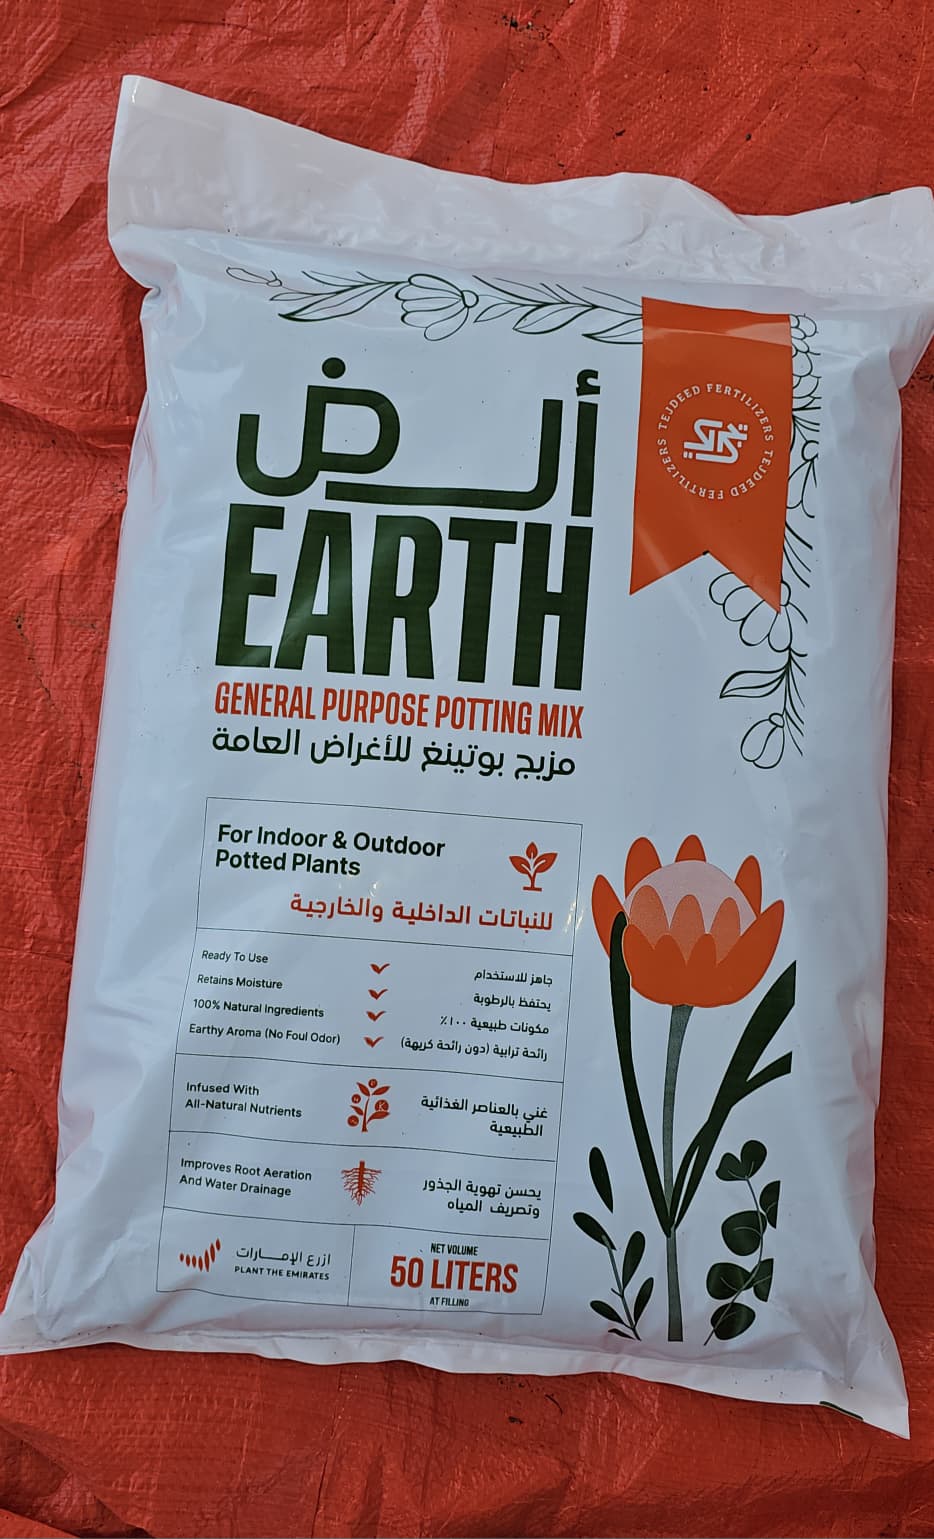 ألـض
TEJDEED FERTILIZERS TEJDEED FERTILIZERS
EARTH
GENERAL PURPOSE POTTING MIX
مزيج بوتينغ للأغراض العامة
For Indoor & Outdoor
Potted Plants
للنباتات الداخلية والخارجية
Ready To Use
جاهز للاستخدام
Retains Moisture
يحتفظ بالرطوبة
100% Natural Ingredients
مكونات طبيعية ١٠٠٪
Earthy Aroma (No Foul Odor)
رائحة ترابية (دون رائحة كريهة)
Infused With
All-Natural Nutrients
غني بالعناصر الغذائية
الطبيعية
Improves Root Aeration
And Water Drainage
يحسن تهوية الجذور
وتصريف المياه
ازرع الإمـــارات
PLANT THE EMIRATES
NET VOLUME
50 LITERS
AT FILLING